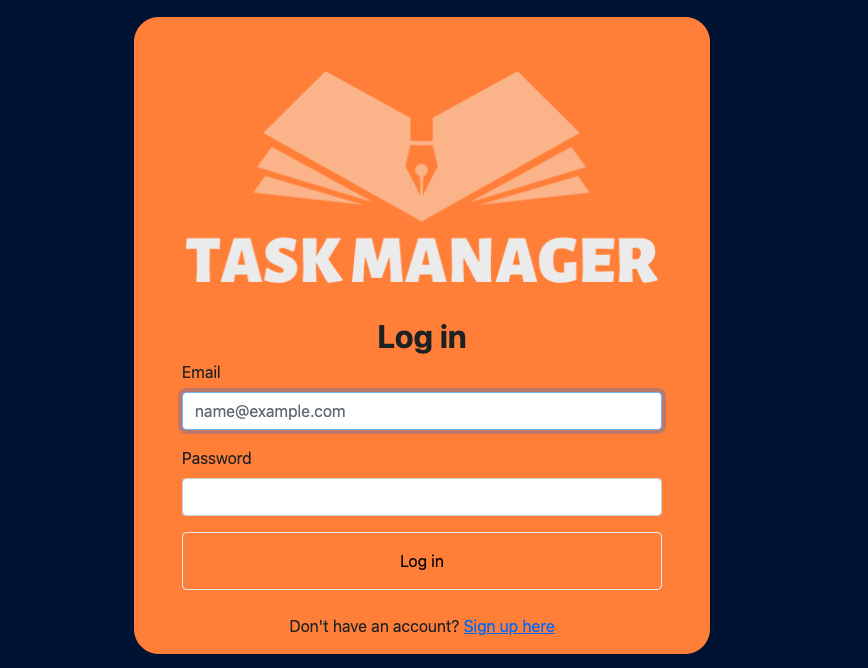 TASK MANAGER
Log in
Email
name@example.com
Password
Log in
Don't have an account? Sign up here